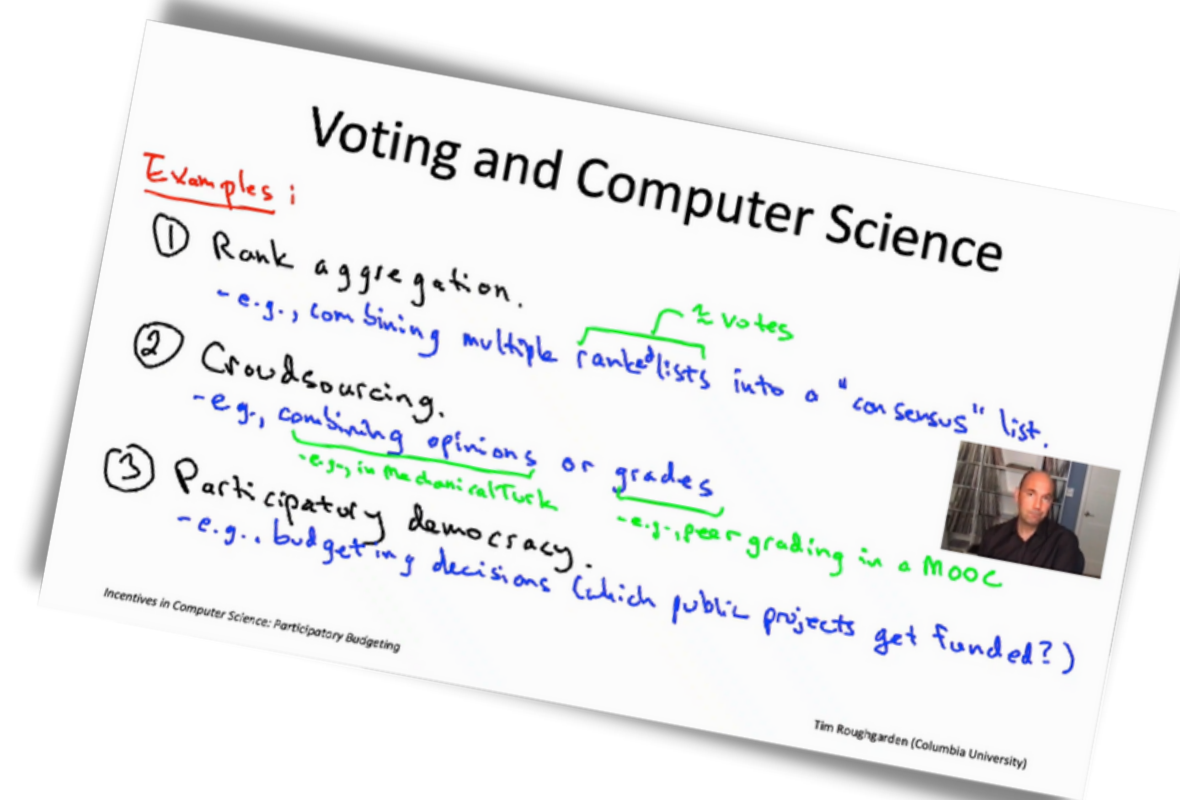 Voting and Computer Science
Examples:
① Rank aggregation.
≈ votes
- e.g., combining multiple ranked lists into a "consensus" list.
② Crowdsourcing.
- e.g., combining opinions or grades
- e.g., in Mechanical Turk
- e.g., peer grading in a MOOC
③ Participatory democracy.
- e.g., budgeting decisions (which public projects get funded?)
Incentives in Computer Science: Participatory Budgeting
Tim Roughgarden (Columbia University)